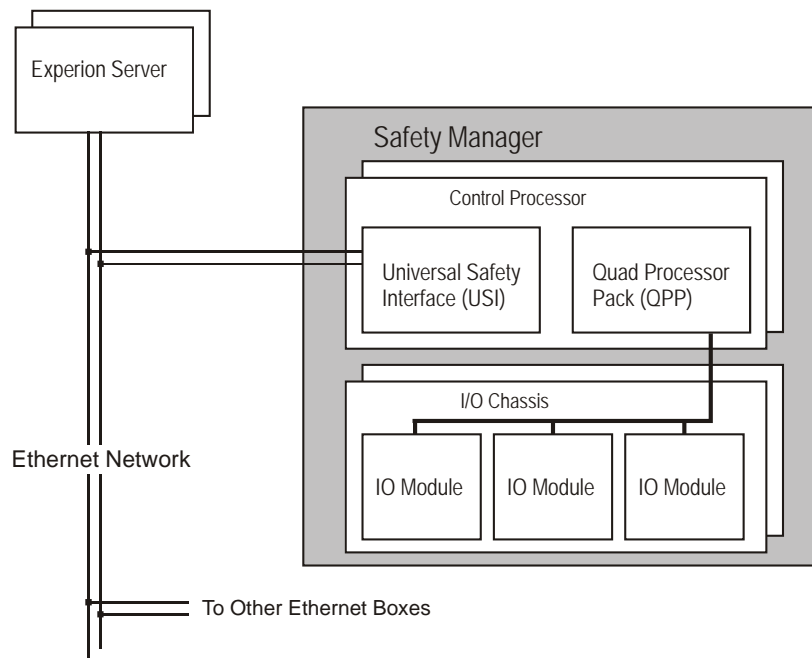 Experion Server
Safety Manager
Control Processor
Universal Safety
Interface (USI)
Quad Processor
Pack (QPP)
I/O Chassis
IO Module
IO Module
IO Module
Ethernet Network
To Other Ethernet Boxes